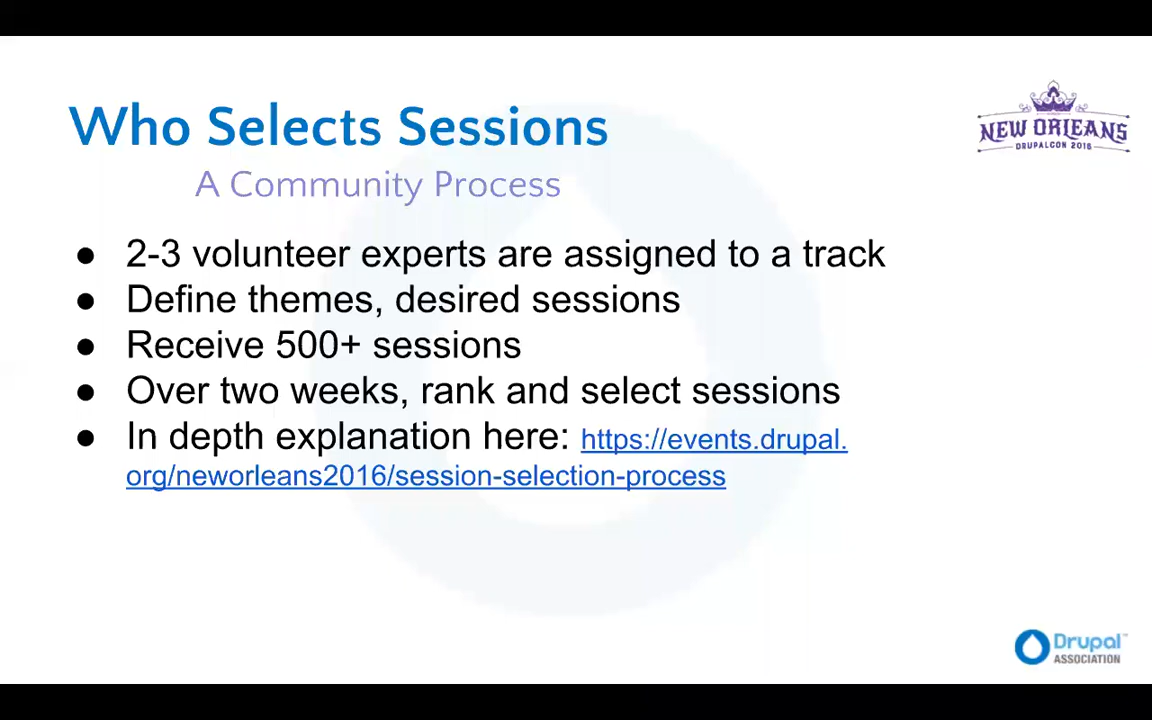 Who Selects Sessions
NEW ORLEANS
DRUPALCON 2016
A Community Process
● 2-3 volunteer experts are assigned to a track
● Define themes, desired sessions
● Receive 500+ sessions
● Over two weeks, rank and select sessions
● In depth explanation here: https://events.drupal.
org/neworleans2016/session-selection-process
Drupal™
ASSOCIATION